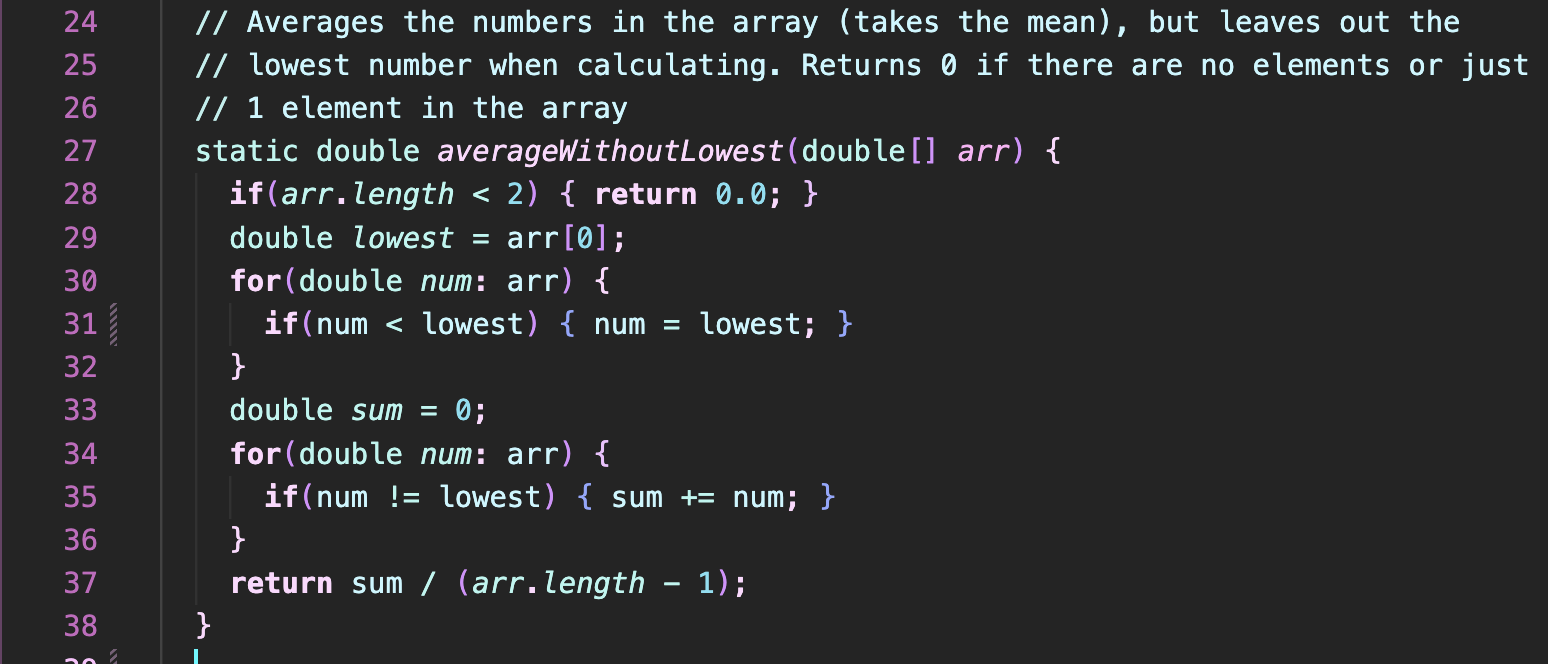 24 // Averages the numbers in the array (takes the mean), but leaves out the
25 // lowest number when calculating. Returns 0 if there are no elements or just
26 // 1 element in the array
27 static double averageWithoutLowest(double[] arr) {
28 if(arr.length < 2) { return 0.0; }
29 double lowest = arr[0];
30 for(double num: arr) {
31 if(num < lowest) { num = lowest; }
32 }
33 double sum = 0;
34 for(double num: arr) {
35 if(num != lowest) { sum += num; }
36 }
37 return sum / (arr.length - 1);
38 }